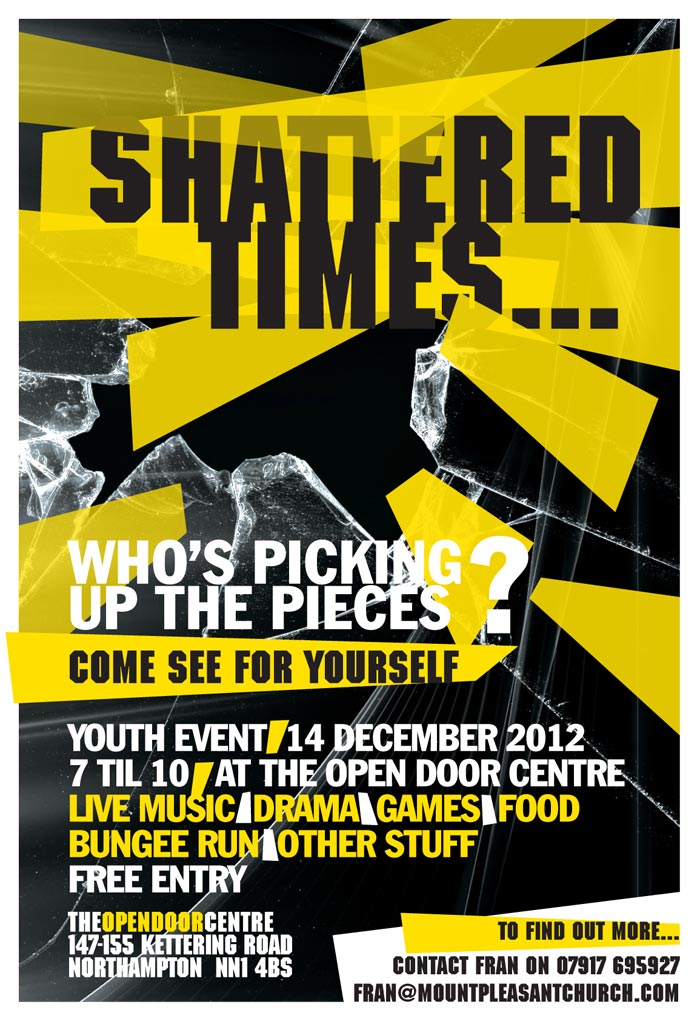 SHATTERED
TIMES...
WHO'S PICKING
UP THE PIECES?
COME SEE FOR YOURSELF
YOUTH EVENT/14 DECEMBER 2012
7 TIL 10/AT THE OPEN DOOR CENTRE
LIVE MUSIC\DRAMA\GAMES\FOOD
BUNGEE RUN\OTHER STUFF
FREE ENTRY
THEOPENDOORCENTRE
147-155 KETTERING ROAD
NORTHAMPTON NN1 4BS
TO FIND OUT MORE...
CONTACT FRAN ON 07917 695927
FRAN@MOUNTPLEASANTCHURCH.COM